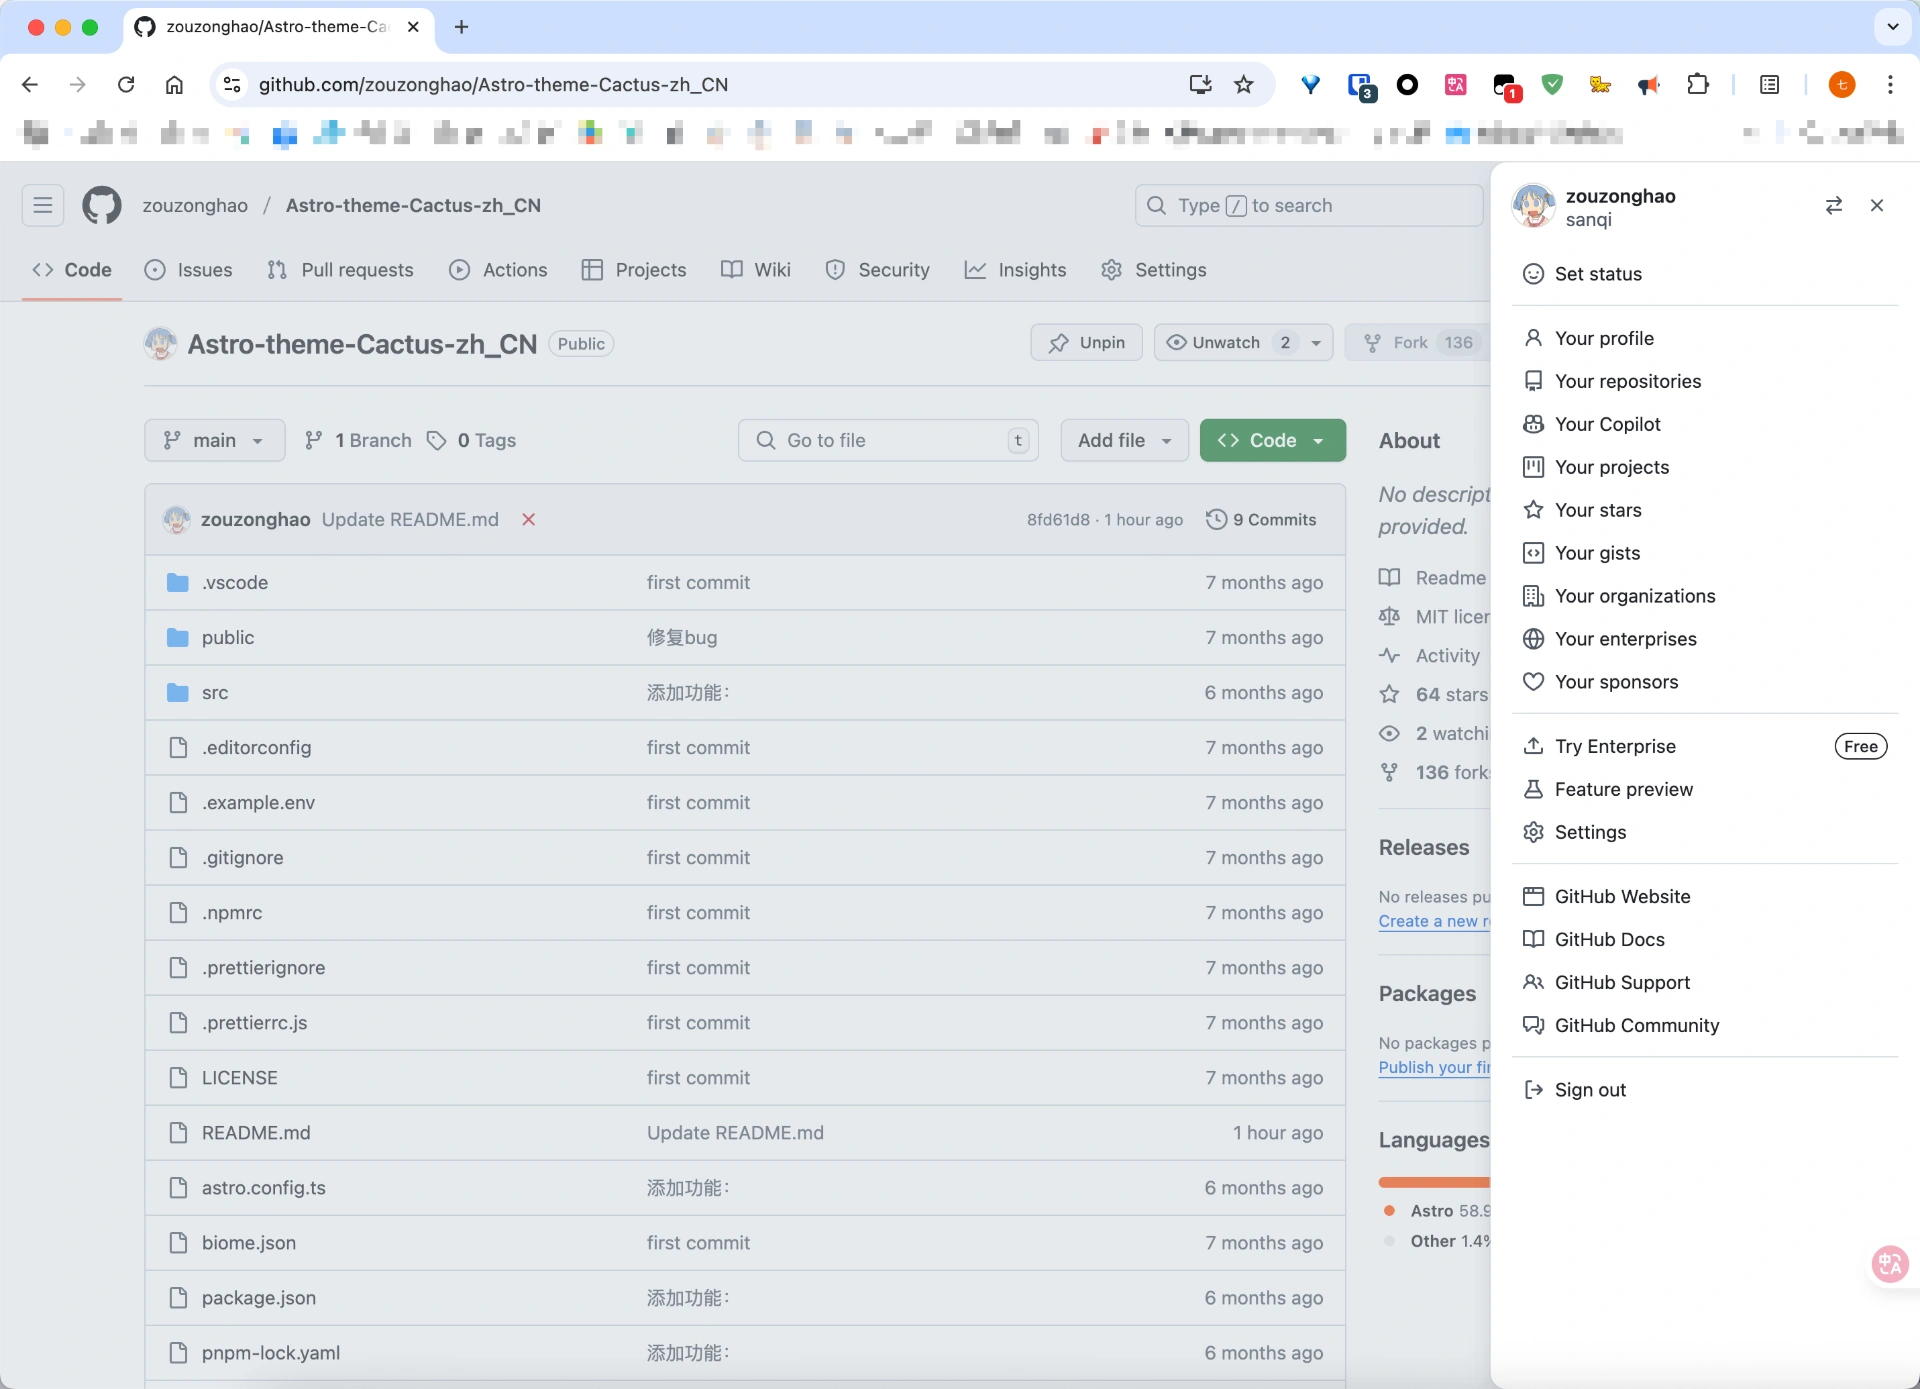 zouzonghao/Astro-theme-Ca
github.com/zouzonghao/Astro-theme-Cactus-zh_CN
3
1
七
zouzonghao / Astro-theme-Cactus-zh_CN
Type / to search
Code
Issues
Pull requests
Actions
Projects
Wiki
Security
Insights
Settings
Astro-theme-Cactus-zh_CN
Public
Unpin
Unwatch 2
Fork 136
main
1 Branch
0 Tags
Go to file
t
Add file
Code
zouzonghao Update README.md
8fd61d8 · 1 hour ago
9 Commits
.vscode first commit 7 months ago
public 修复bug 7 months ago
src 添加功能： 6 months ago
.editorconfig first commit 7 months ago
.example.env first commit 7 months ago
.gitignore first commit 7 months ago
.npmrc first commit 7 months ago
.prettierignore first commit 7 months ago
.prettierrc.js first commit 7 months ago
LICENSE first commit 7 months ago
README.md Update README.md 1 hour ago
astro.config.ts 添加功能： 6 months ago
biome.json first commit 7 months ago
package.json 添加功能： 6 months ago
pnpm-lock.yaml 添加功能： 6 months ago
About
No descript
provided.
Readme
MIT licen
Activity
64 stars
2 watchi
136 forks
Releases
No releases pu
Create a new r
Packages
No packages p
Publish your fir
Languages
Astro 58.9
Other 1.4%
zouzonghao
sanqi
Set status
Your profile
Your repositories
Your Copilot
Your projects
Your stars
Your gists
Your organizations
Your enterprises
Your sponsors
Try Enterprise Free
Feature preview
Settings
GitHub Website
GitHub Docs
GitHub Support
GitHub Community
Sign out